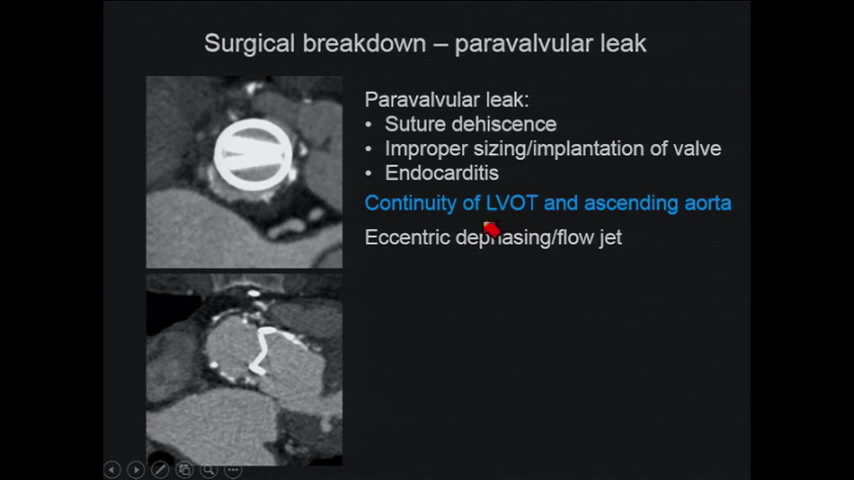 Surgical breakdown – paravalvular leak
Paravalvular leak:
• Suture dehiscence
• Improper sizing/implantation of valve
• Endocarditis
Continuity of LVOT and ascending aorta
Eccentric dephasing/flow jet